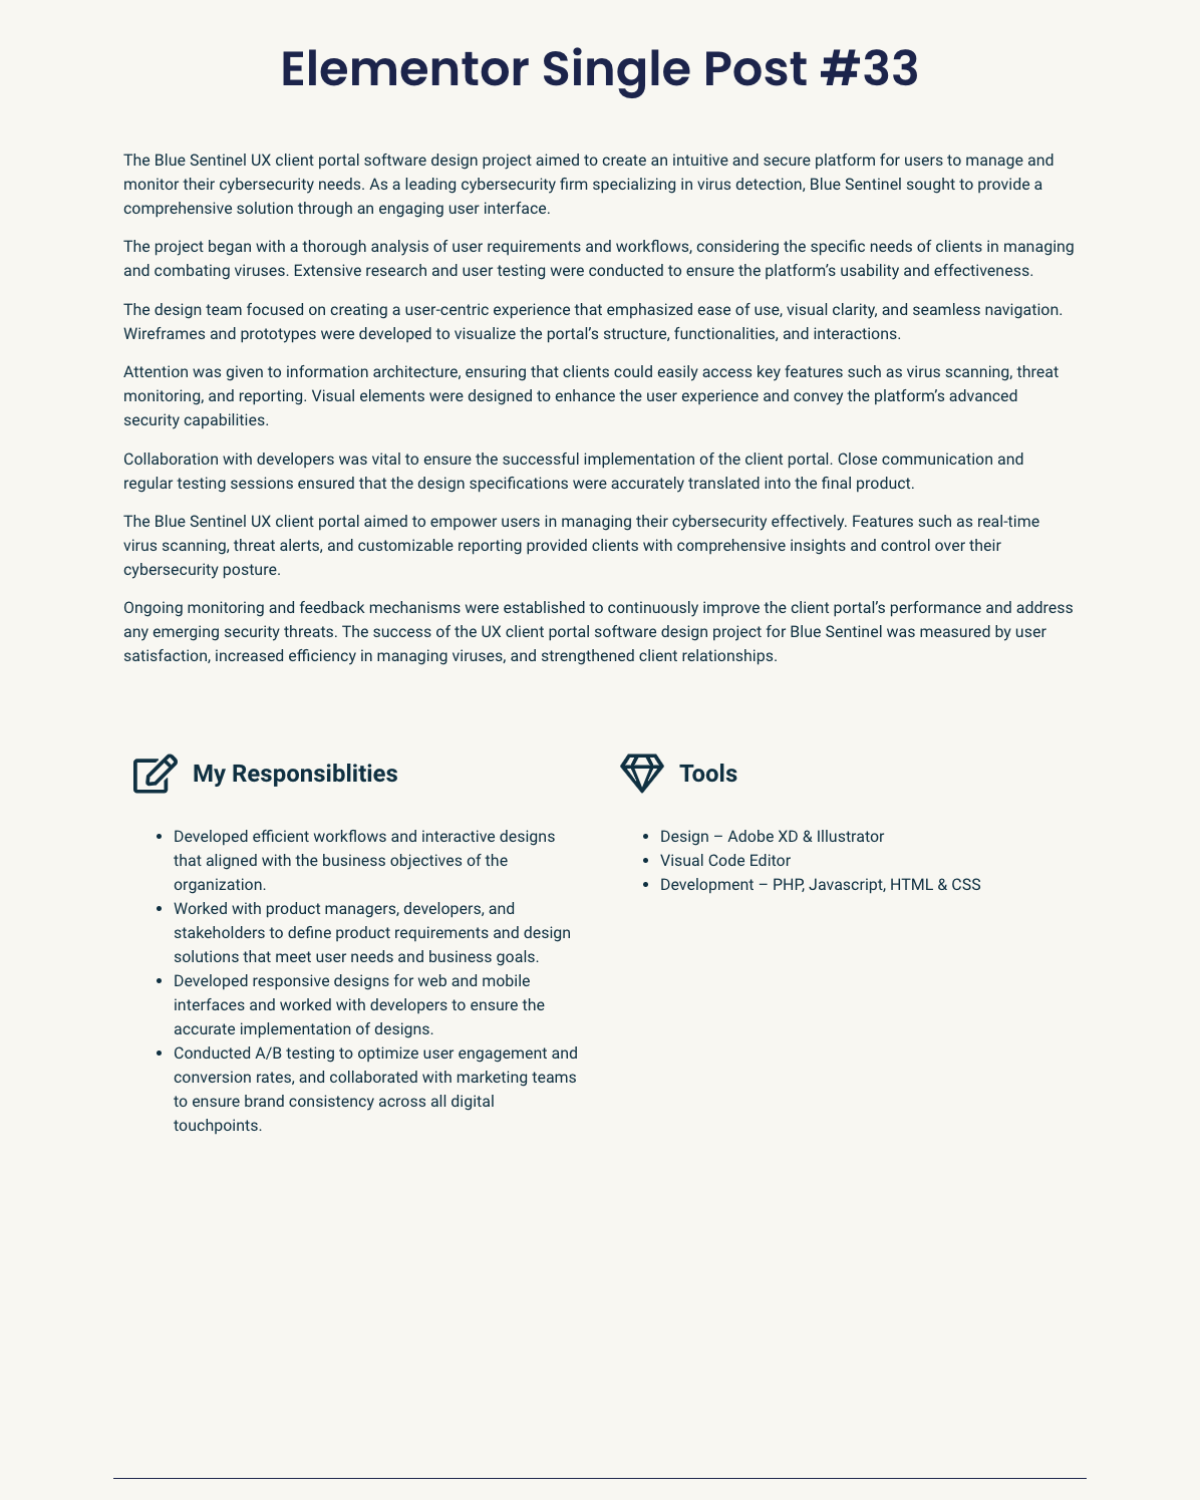 Elementor Single Post #33
The Blue Sentinel UX client portal software design project aimed to create an intuitive and secure platform for users to manage and
monitor their cybersecurity needs. As a leading cybersecurity firm specializing in virus detection, Blue Sentinel sought to provide a
comprehensive solution through an engaging user interface.
The project began with a thorough analysis of user requirements and workflows, considering the specific needs of clients in managing
and combating viruses. Extensive research and user testing were conducted to ensure the platform’s usability and effectiveness.
The design team focused on creating a user-centric experience that emphasized ease of use, visual clarity, and seamless navigation.
Wireframes and prototypes were developed to visualize the portal’s structure, functionalities, and interactions.
Attention was given to information architecture, ensuring that clients could easily access key features such as virus scanning, threat
monitoring, and reporting. Visual elements were designed to enhance the user experience and convey the platform’s advanced
security capabilities.
Collaboration with developers was vital to ensure the successful implementation of the client portal. Close communication and
regular testing sessions ensured that the design specifications were accurately translated into the final product.
The Blue Sentinel UX client portal aimed to empower users in managing their cybersecurity effectively. Features such as real-time
virus scanning, threat alerts, and customizable reporting provided clients with comprehensive insights and control over their
cybersecurity posture.
Ongoing monitoring and feedback mechanisms were established to continuously improve the client portal’s performance and address
any emerging security threats. The success of the UX client portal software design project for Blue Sentinel was measured by user
satisfaction, increased efficiency in managing viruses, and strengthened client relationships.
My Responsiblities
• Developed efficient workflows and interactive designs
that aligned with the business objectives of the
organization.
• Worked with product managers, developers, and
stakeholders to define product requirements and design
solutions that meet user needs and business goals.
• Developed responsive designs for web and mobile
interfaces and worked with developers to ensure the
accurate implementation of designs.
• Conducted A/B testing to optimize user engagement and
conversion rates, and collaborated with marketing teams
to ensure brand consistency across all digital
touchpoints.
Tools
• Design – Adobe XD & Illustrator
• Visual Code Editor
• Development – PHP, Javascript, HTML & CSS